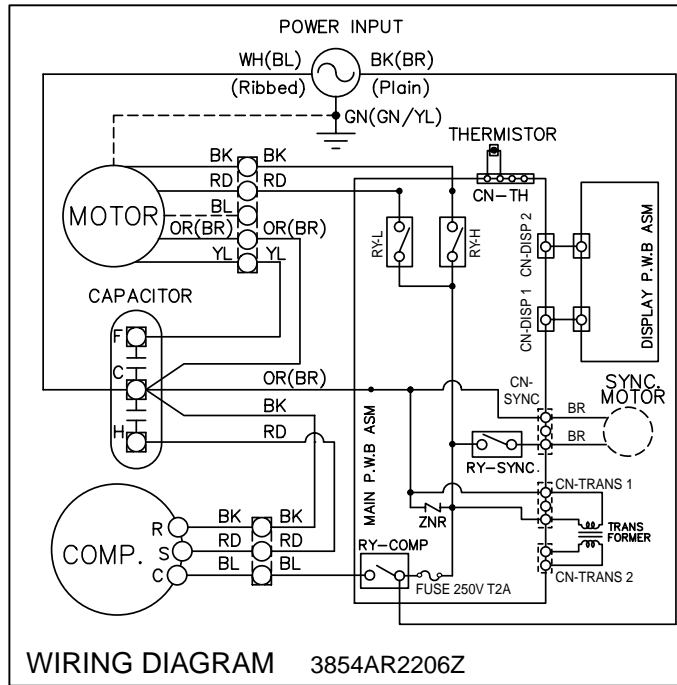 POWER INPUT
WH(BL)
BK(BR)
(Ribbed)
(Plain)
GN(GN/YL)
THERMISTOR
CN-TH
BK BK
RD RD
MOTOR
BL
OR(BR) OR(BR)
YL YL
RY-L
RY-H
CN-DISP 2
CN-DISP 1
DISPLAY P.W.B ASM
CAPACITOR
F
C
H
OR(BR)
BK
RD
MAIN P.W.B ASM
CN-
SYNC
SYNC.
MOTOR
BR
BR
RY-SYNC.
CN-TRANS 1
ZNR
TRANS
FORMER
CN-TRANS 2
COMP.
R BK BK
S RD RD
C BL BL
RY-COMP
FUSE 250V T2A
WIRING DIAGRAM 3854AR2206Z